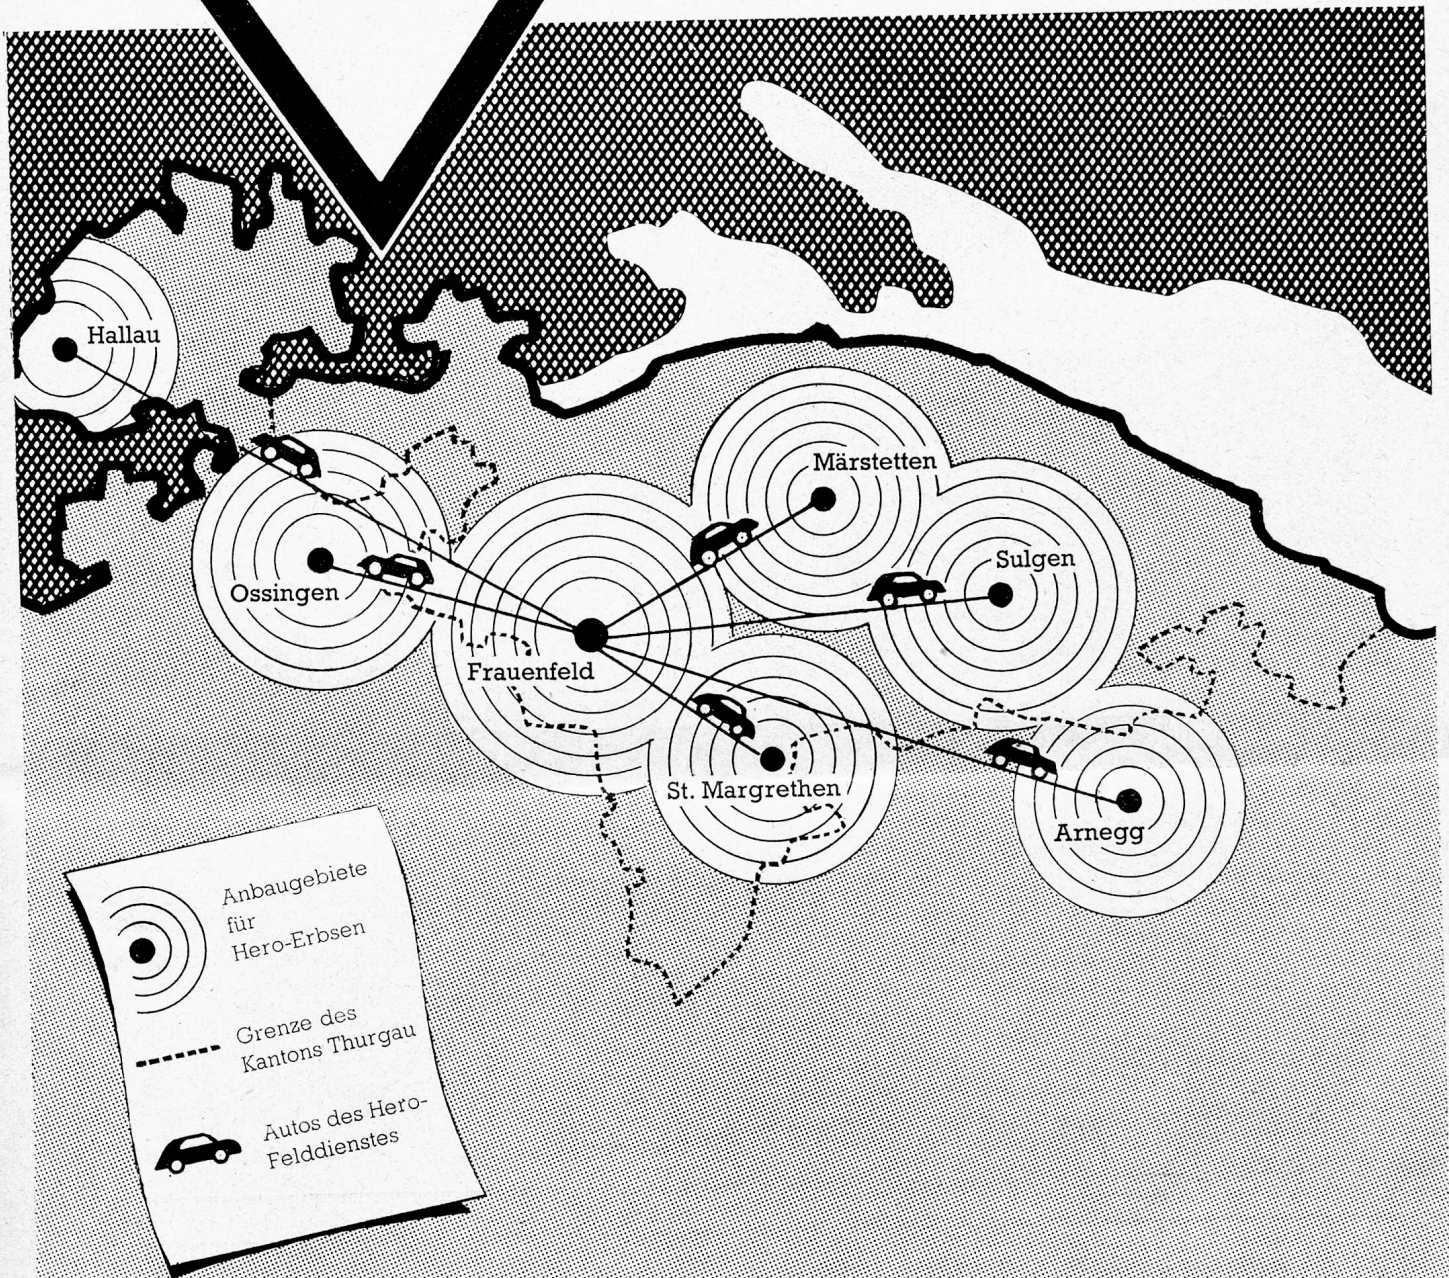 Hallau
Märstetten
Sulgen
Ossingen
Frauenfeld
St. Margrethen
Arnegg
Anbaugebiete
für
Hero-Erbsen
Grenze des
Kantons Thurgau
Autos des Hero-
Felddienstes